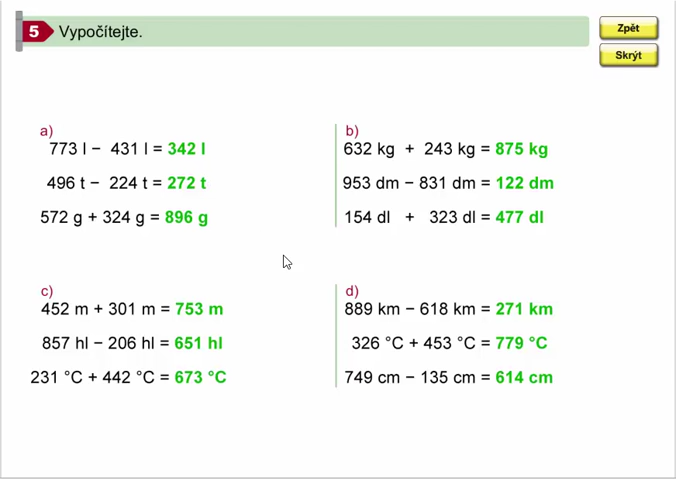 5 Vypočítejte.
Zpět
Skrýt
a)
773 l − 431 l = 342 l
496 t − 224 t = 272 t
572 g + 324 g = 896 g
b)
632 kg + 243 kg = 875 kg
953 dm − 831 dm = 122 dm
154 dl + 323 dl = 477 dl
c)
452 m + 301 m = 753 m
857 hl − 206 hl = 651 hl
231 °C + 442 °C = 673 °C
d)
889 km − 618 km = 271 km
326 °C + 453 °C = 779 °C
749 cm − 135 cm = 614 cm